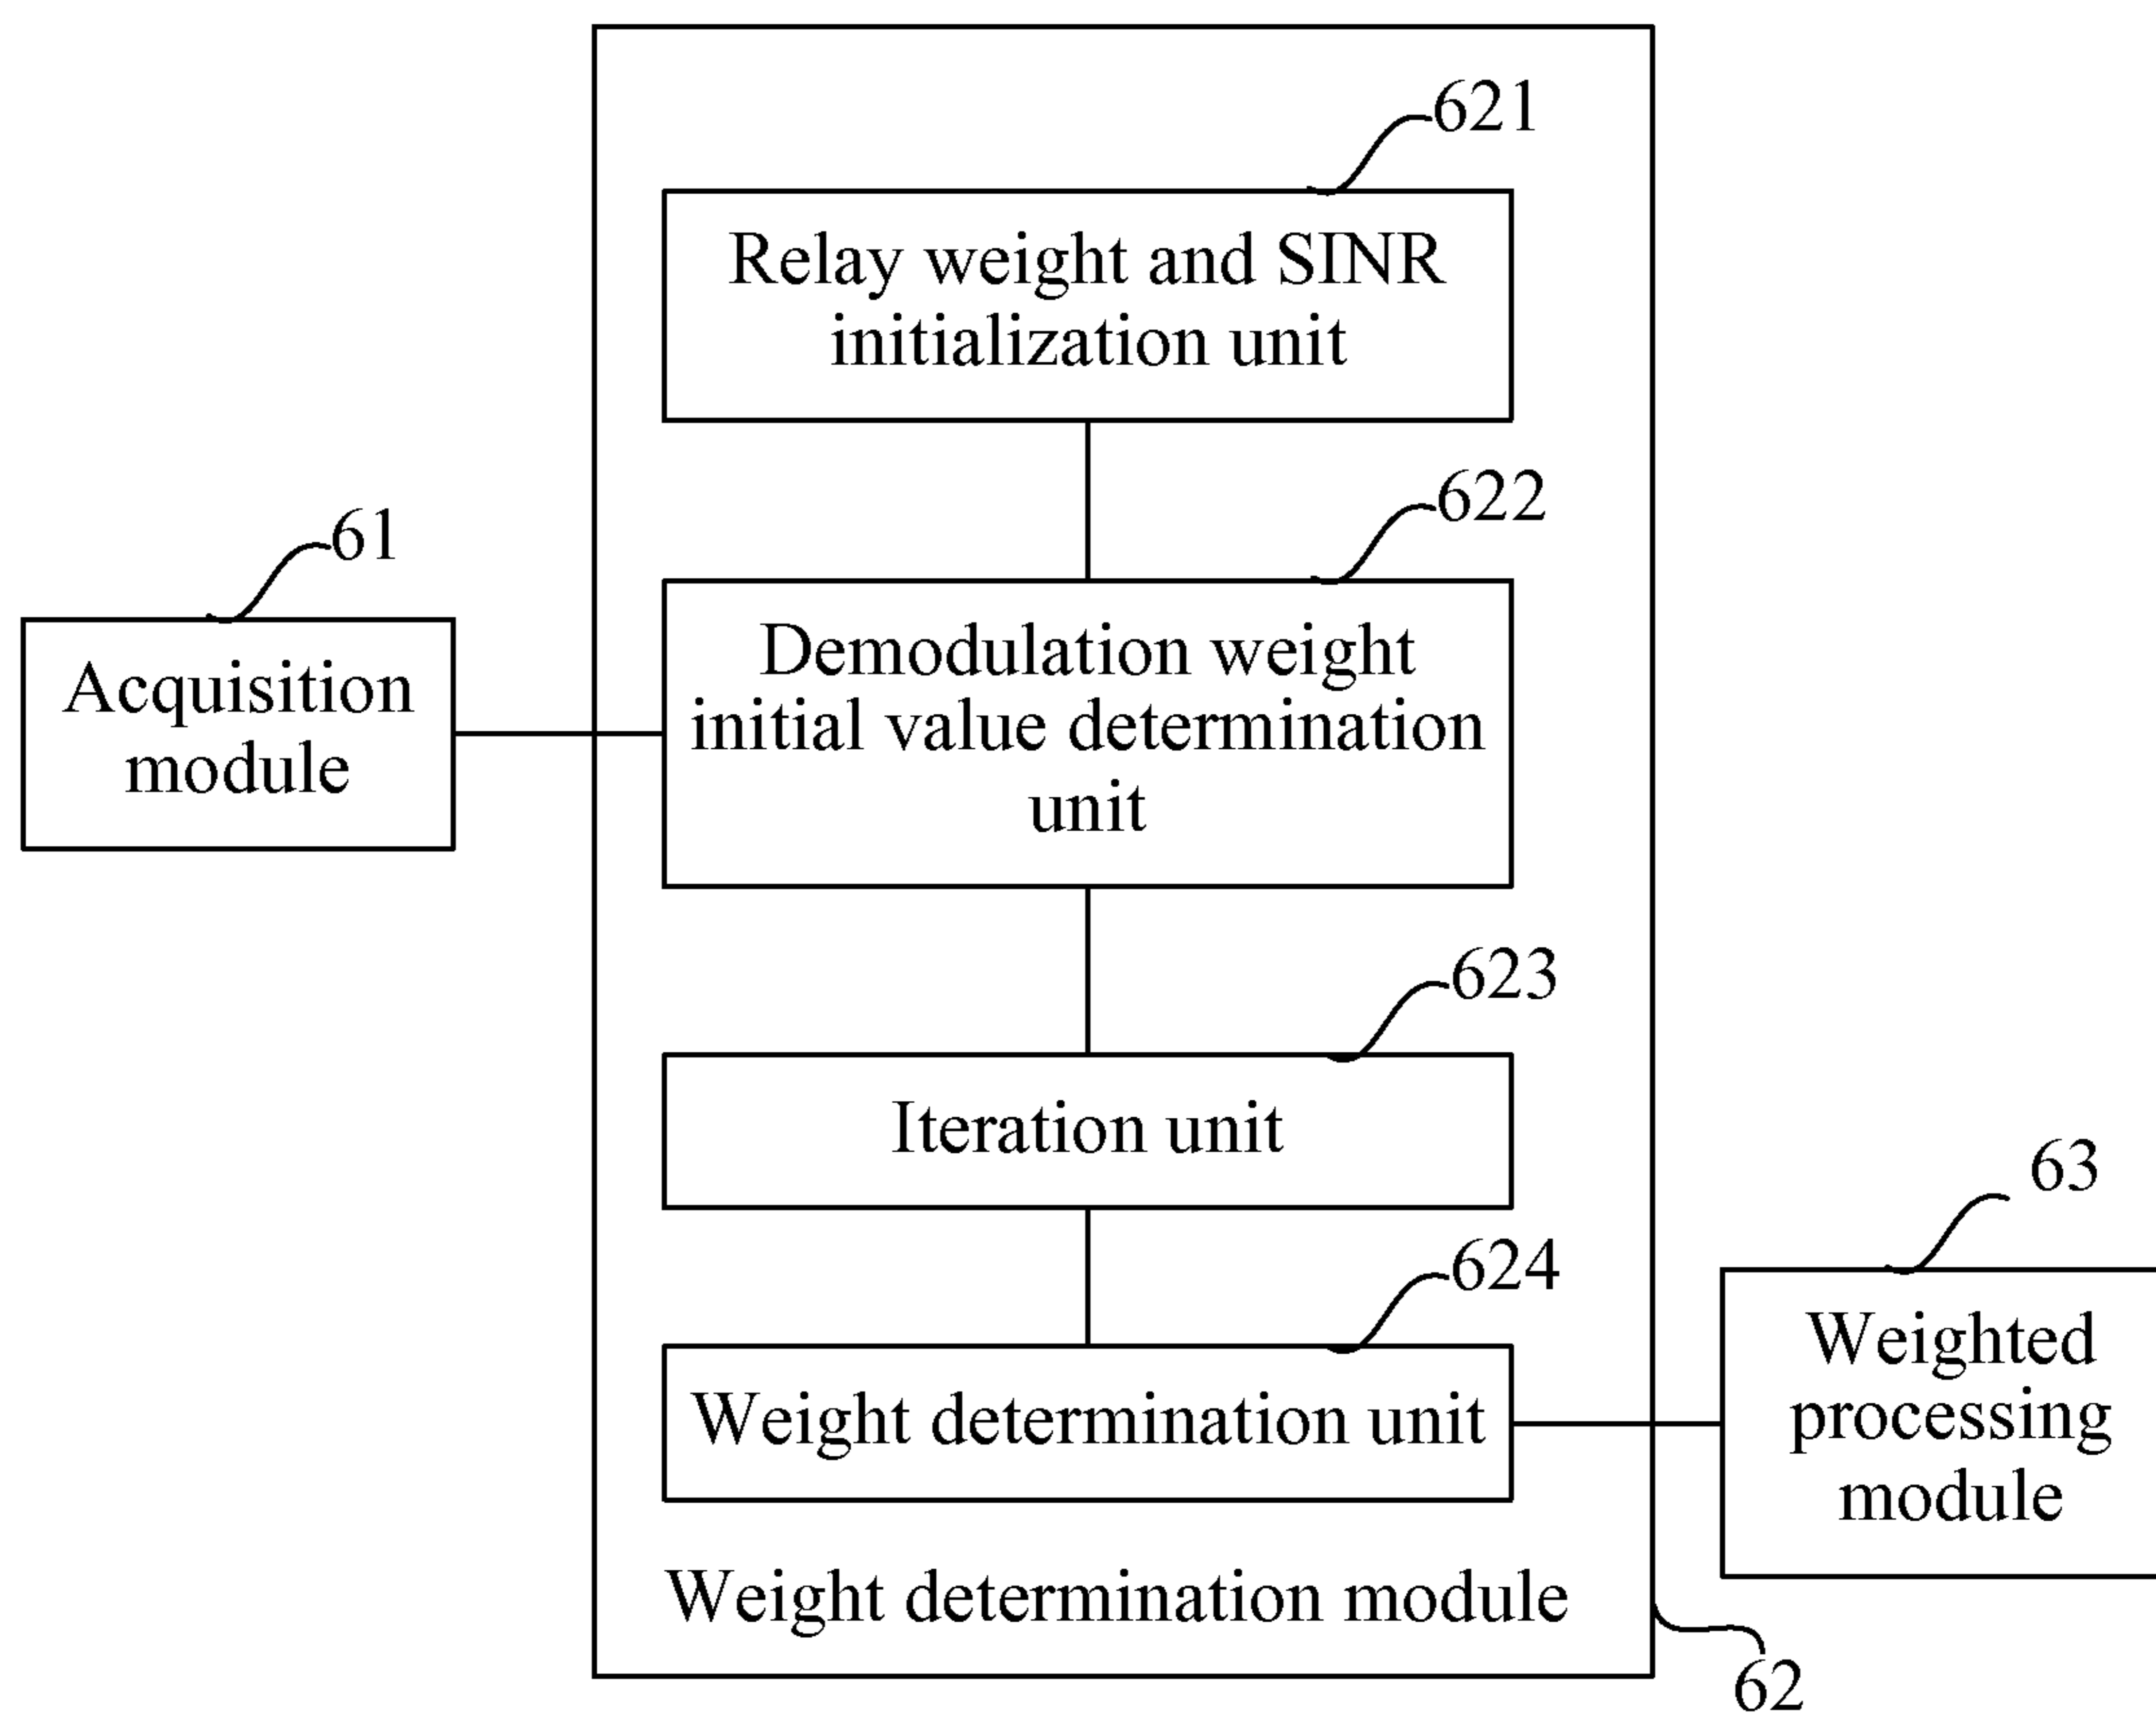 621
Relay weight and SINR
initialization unit
622
61
Demodulation weight
initial value determination
unit
Acquisition
module
623
Iteration unit
63
624
Weight determination unit
Weighted
processing
module
Weight determination module
62